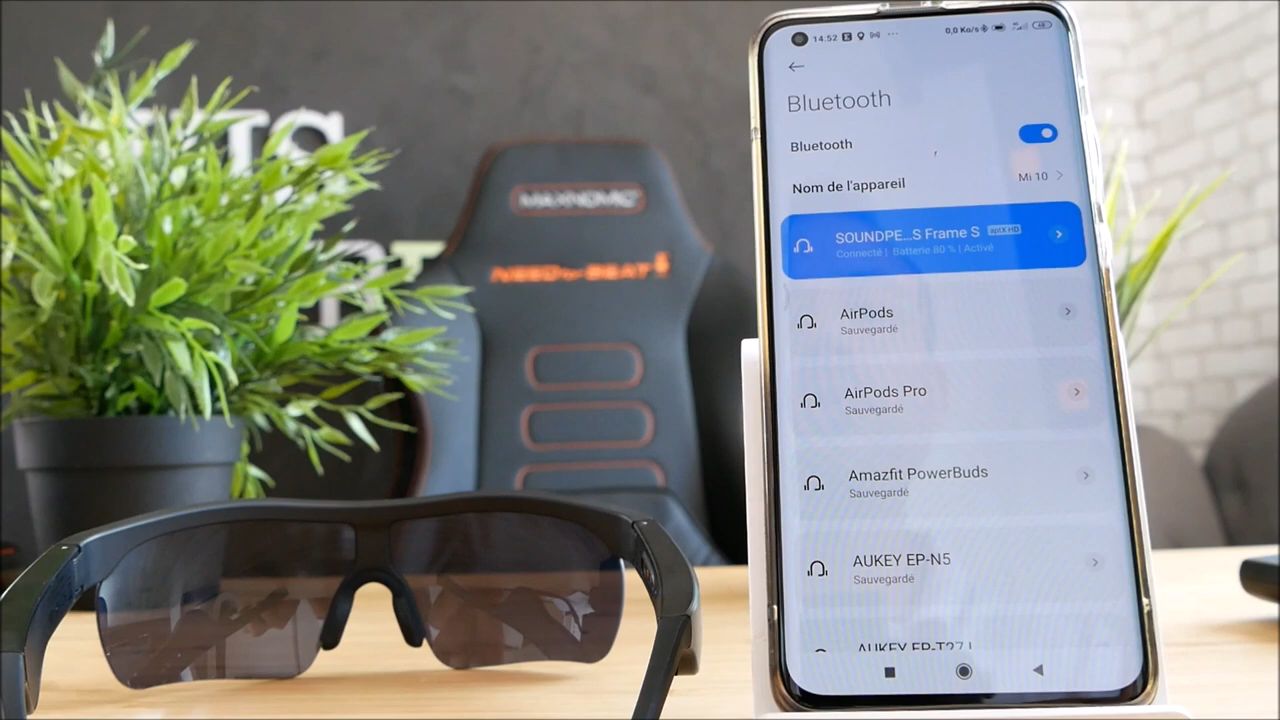 MAXNOMIC
NEED for SEAT
14:52
0,0 Ko/s
Bluetooth
Bluetooth
Nom de l'appareil
Mi 10
SOUNDPE...S Frame S aptX HD
Connecté | Batterie 80 % | Activé
AirPods
Sauvegardé
AirPods Pro
Sauvegardé
Amazfit PowerBuds
Sauvegardé
AUKEY EP-N5
Sauvegardé